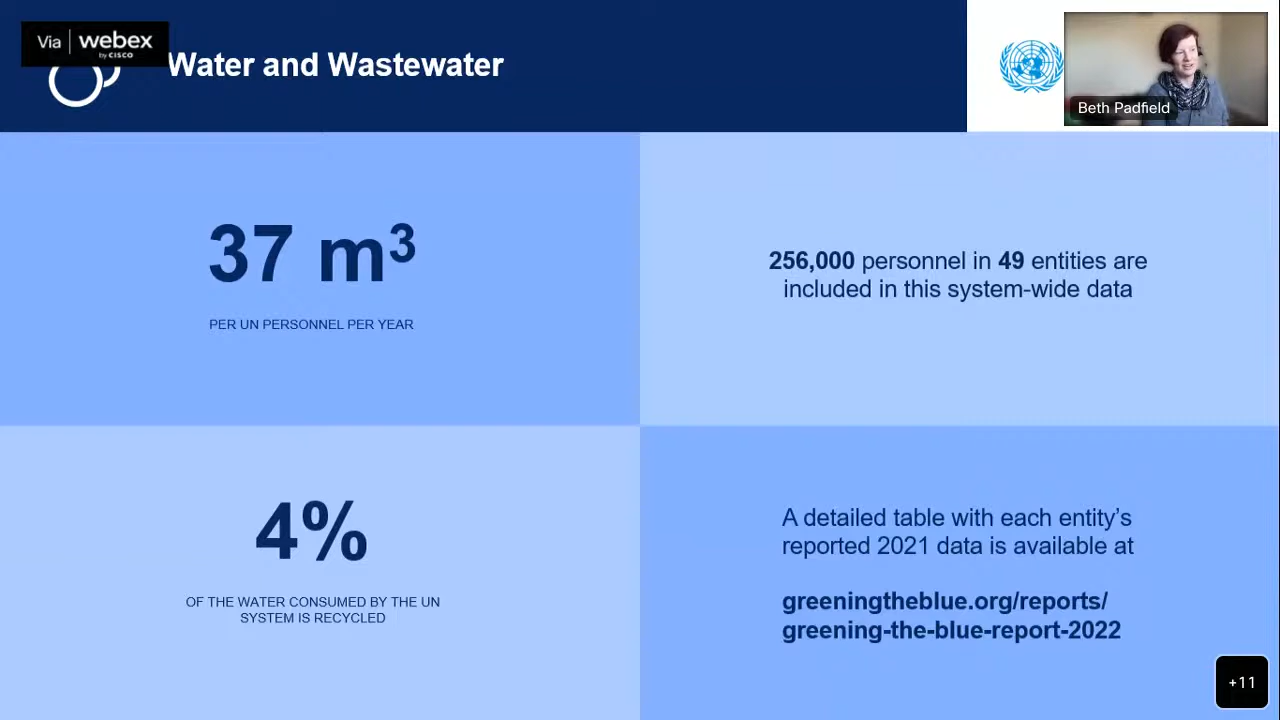 Via webex
by CISCO
Water and Wastewater
Beth Padfield
37 m³
PER UN PERSONNEL PER YEAR
256,000 personnel in 49 entities are
included in this system-wide data
4%
OF THE WATER CONSUMED BY THE UN
SYSTEM IS RECYCLED
A detailed table with each entity’s
reported 2021 data is available at
greeningtheblue.org/reports/
greening-the-blue-report-2022
+11